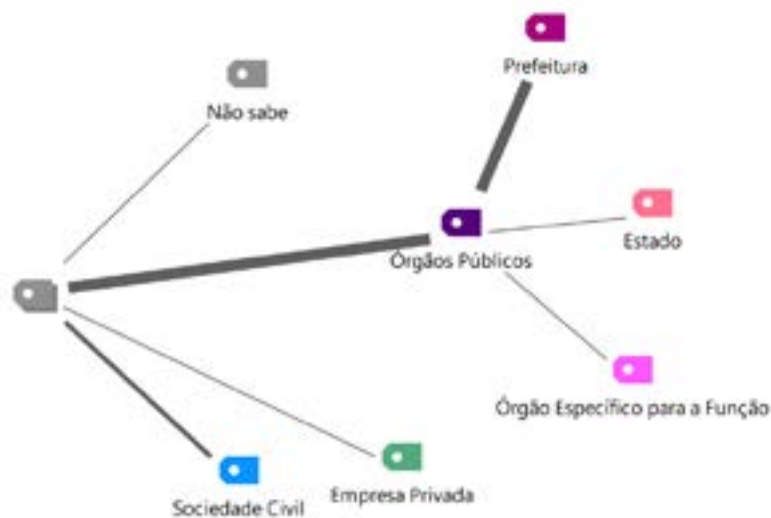 Prefeitura
Não sabe
Estado
Órgãos Públicos
Órgão Específico para a Função
Empresa Privada
Sociedade Civil